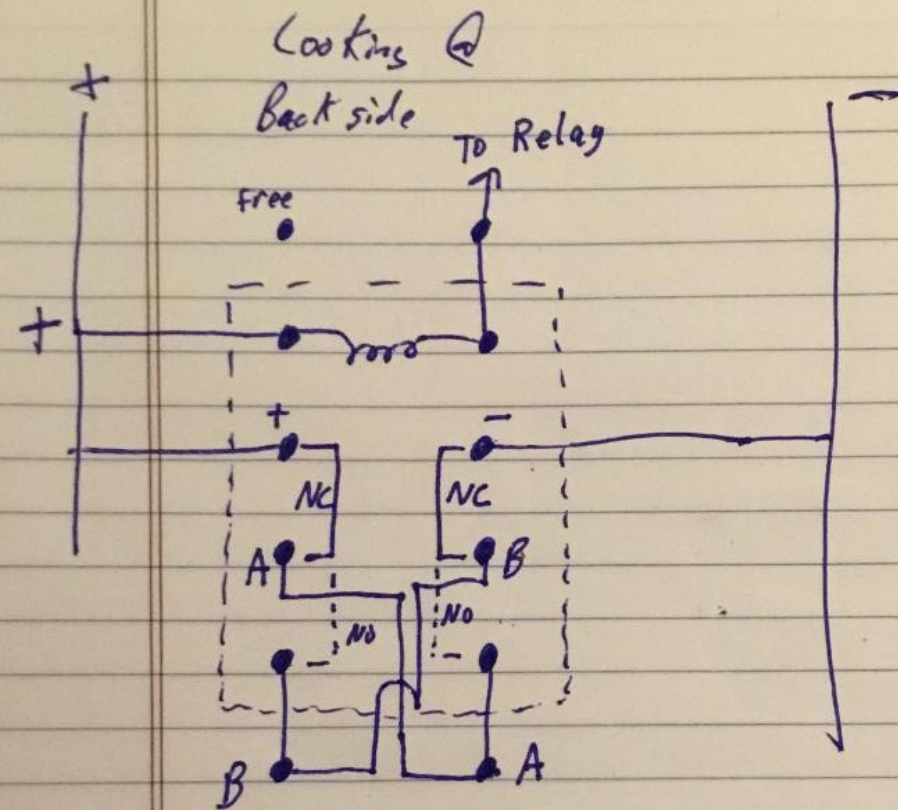 Looking @
+ -
Back side
To Relay
Free
+
+ -
NC NC
A B
NO NO
B A